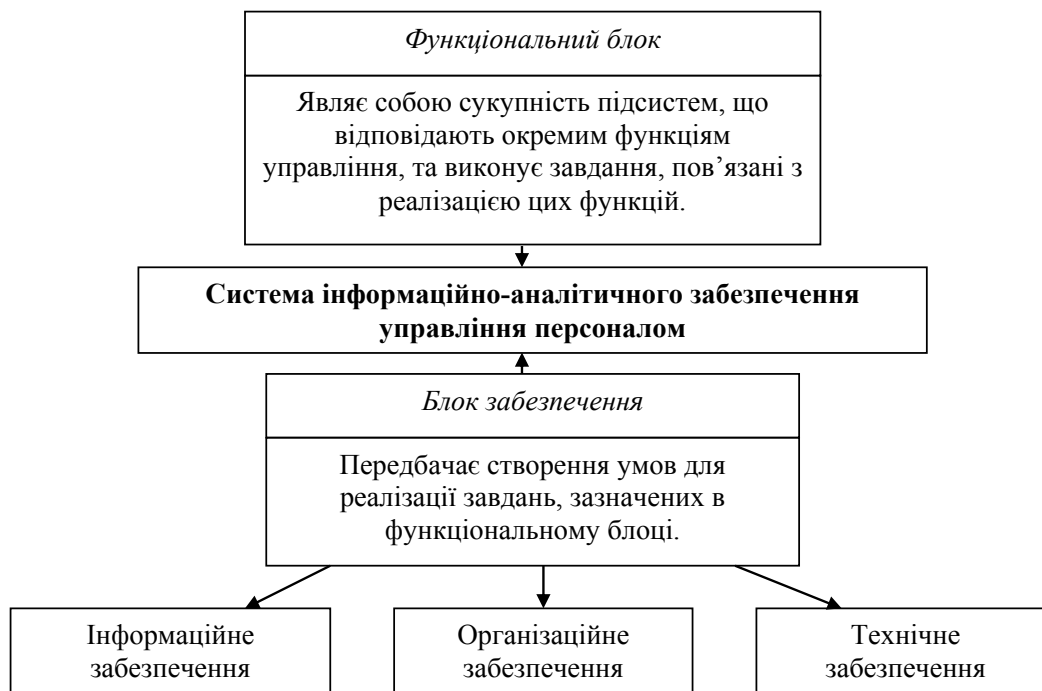 Функціональний блок
Являє собою сукупність підсистем, що
відповідають окремим функціям
управління, та виконує завдання, пов’язані з
реалізацією цих функцій.
Система інформаційно-аналітичного забезпечення
управління персоналом
Блок забезпечення
Передбачає створення умов для
реалізації завдань, зазначених в
функціональному блоці.
Інформаційне
забезпечення
Організаційне
забезпечення
Технічне
забезпечення